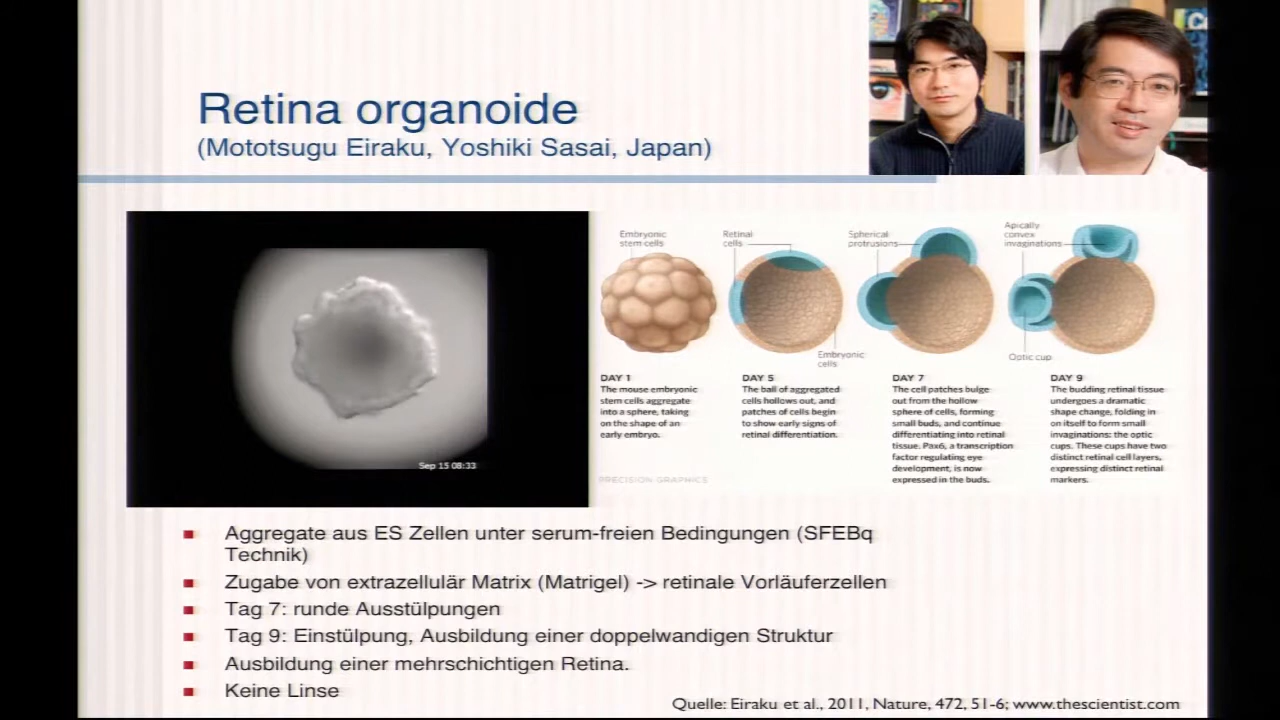 Retina organoide
(Mototsugu Eiraku, Yoshiki Sasai, Japan)
Embryonic
stem cells
Retinal
cells
Embryonic
cells
Spherical
protrusions
Apically
convex
invaginations
Optic cup
DAY 1
The mouse embryonic
stem cells aggregate
into a sphere, taking
on the shape of an
early embryo.
DAY 5
The ball of aggregated
cells hollows out, and
patches of cells begin
to show early signs of
retinal differentiation.
DAY 7
The cell patches bulge
out from the hollow
sphere of cells, forming
small buds, and continue
differentiating into retinal
tissue. Pax6, a transcription
factor regulating eye
development, is now
expressed in the buds.
DAY 9
The budding retinal tissue
undergoes a dramatic
shape change, folding in
on itself to form small
invaginations: the optic
cups. These cups have two
distinct retinal cell layers,
expressing distinct retinal
markers.
Sep 15 08:33
PRECISION GRAPHICS
Aggregate aus ES Zellen unter serum-freien Bedingungen (SFEBq
Technik)
Zugabe von extrazellulär Matrix (Matrigel) -> retinale Vorläuferzellen
Tag 7: runde Ausstülpungen
Tag 9: Einstülpung, Ausbildung einer doppelwandigen Struktur
Ausbildung einer mehrschichtigen Retina.
Keine Linse
Quelle: Eiraku et al., 2011, Nature, 472, 51-6; www.thescientist.com